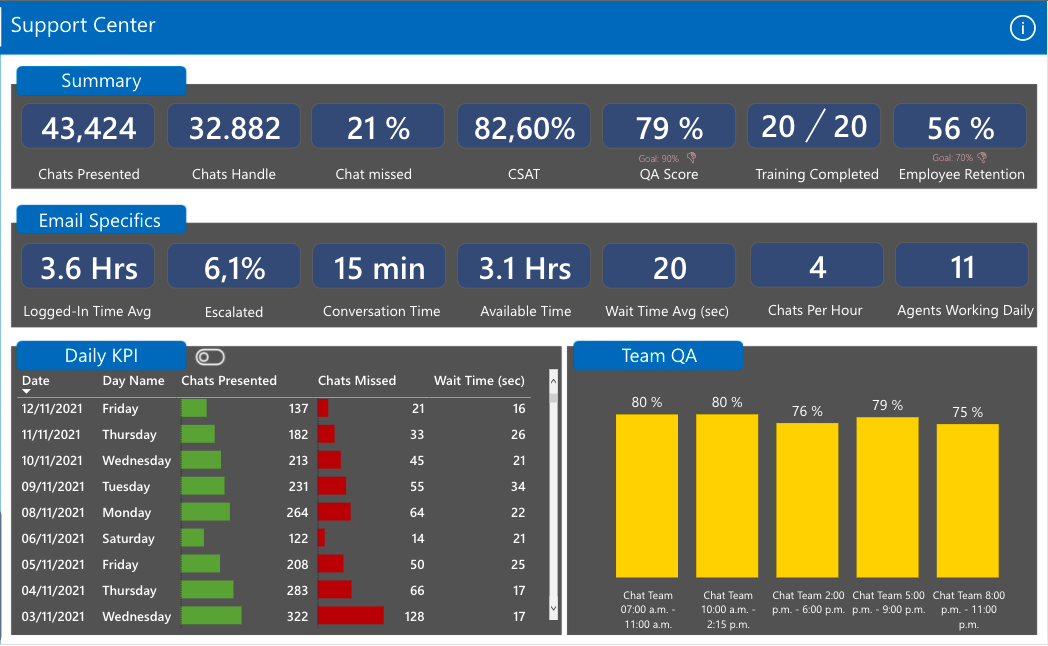 Support Center
Summary
43,424 32.882 21 % 82,60% 79 % 20 / 20 56 %
Goal: 90% Goal: 70%
Chats Presented Chats Handle Chat missed CSAT QA Score Training Completed Employee Retention
Email Specifics
3.6 Hrs 6,1% 15 min 3.1 Hrs 20 4 11
Logged-In Time Avg Escalated Conversation Time Available Time Wait Time Avg (sec) Chats Per Hour Agents Working Daily
Daily KPI
Date Day Name Chats Presented Chats Missed Wait Time (sec)
12/11/2021 Friday 137 21 16
11/11/2021 Thursday 182 33 26
10/11/2021 Wednesday 213 45 21
09/11/2021 Tuesday 231 55 34
08/11/2021 Monday 264 64 22
06/11/2021 Saturday 122 14 21
05/11/2021 Friday 208 50 25
04/11/2021 Thursday 283 66 17
03/11/2021 Wednesday 322 128 17
Team QA
80 % 80 % 76 % 79 % 75 %
Chat Team
07:00 a.m. -
11:00 a.m.
Chat Team
10:00 a.m. -
2:15 p.m.
Chat Team 2:00
p.m. - 6:00 p.m.
Chat Team 5:00
p.m. - 9:00 p.m.
Chat Team 8:00
p.m. - 11:00
p.m.